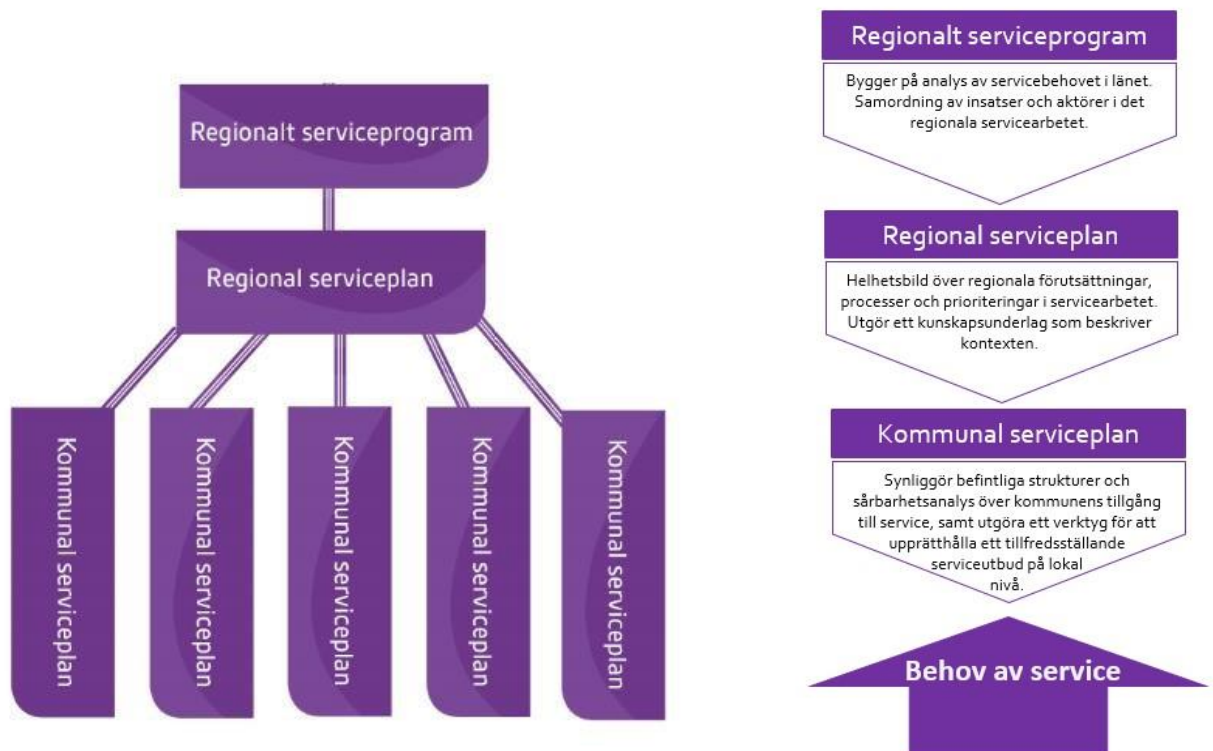 Regionalt serviceprogram
Regional serviceplan
Kommunal serviceplan
Kommunal serviceplan
Kommunal serviceplan
Kommunal serviceplan
Kommunal serviceplan
Regionalt serviceprogram
Bygger på analys av servicebehovet i länet.
Samordning av insatser och aktörer i det
regionala servicearbetet.
Regional serviceplan
Helhetsbild över regionala förutsättningar,
processer och prioriteringar i servicearbetet.
Utgör ett kunskapsunderlag som beskriver
kontexten.
Kommunal serviceplan
Synliggör befintliga strukturer och
sårbarhetsanalys över kommunens tillgång
till service, samt utgöra ett verktyg för att
upprätthålla ett tillfredsställande
serviceutbud på lokal
nivå.
Behov av service